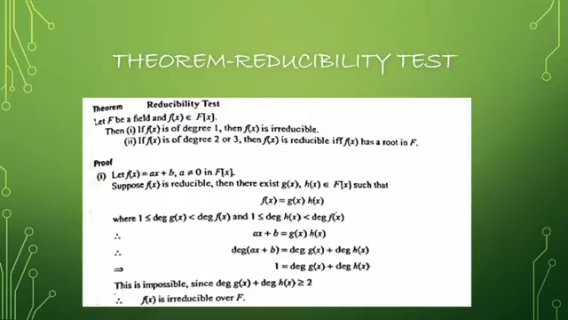 THEOREM-REDUCIBILITY TEST
Theorem Reducibility Test
Let F be a field and f(x) ∈ F[x].
Then (i) If f(x) is of degree 1, then f(x) is irreducible.
(ii) If f(x) is of degree 2 or 3, then f(x) is reducible iff f(x) has a root in F.
Proof
(i) Let f(x) = ax + b, a ≠ 0 in F[x].
Suppose f(x) is reducible, then there exist g(x), h(x) ∈ F[x] such that
f(x) = g(x) h(x)
where 1 ≤ deg g(x) < deg f(x) and 1 ≤ deg h(x) < deg f(x)
∴ ax + b = g(x) h(x)
∴ deg(ax + b) = deg g(x) + deg h(x)
⇒ 1 = deg g(x) + deg h(x)
This is impossible, since deg g(x) + deg h(x) ≥ 2
∴ f(x) is irreducible over F.